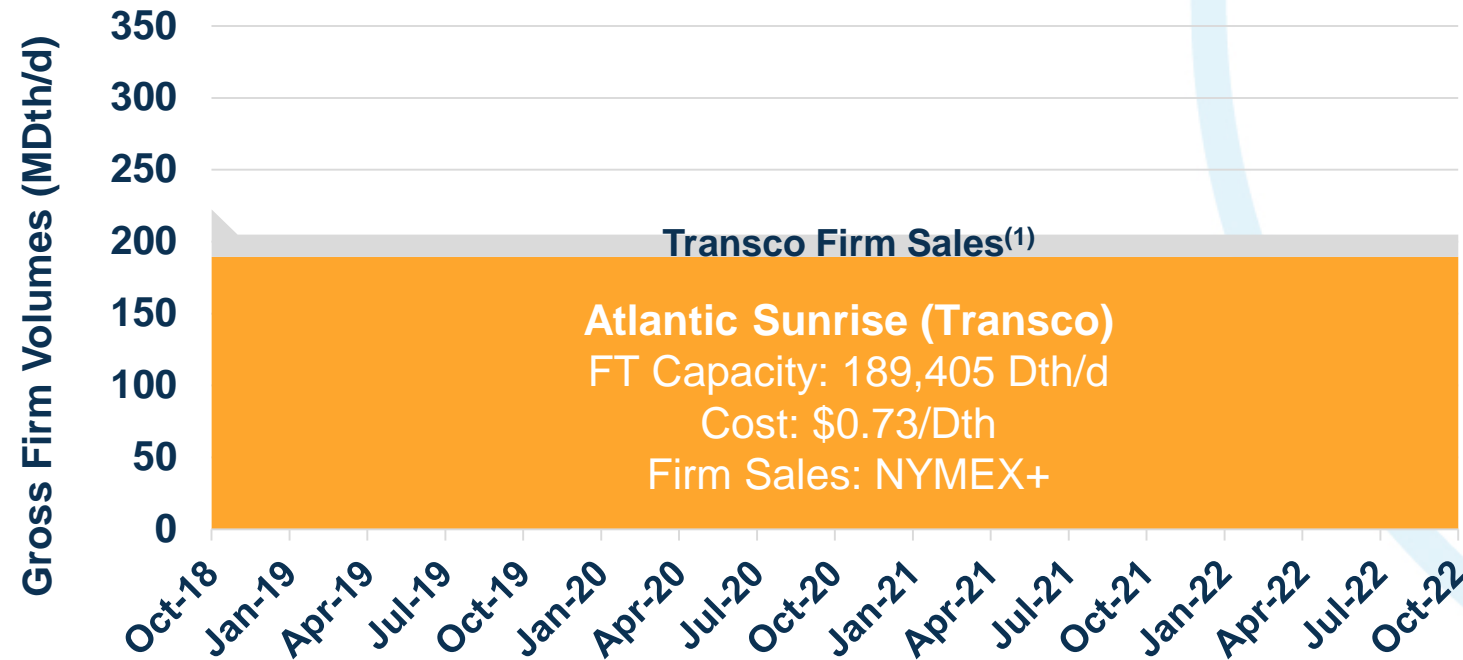 Gross Firm Volumes (MDth/d)
350
300
250
200
150
100
50
0
Transco Firm Sales(1)
Atlantic Sunrise (Transco)
FT Capacity: 189,405 Dth/d
Cost: $0.73/Dth
Firm Sales: NYMEX+
Oct-18
Jan-19
Apr-19
Jul-19
Oct-19
Jan-20
Apr-20
Jul-20
Oct-20
Jan-21
Apr-21
Jul-21
Oct-21
Jan-22
Apr-22
Jul-22
Oct-22